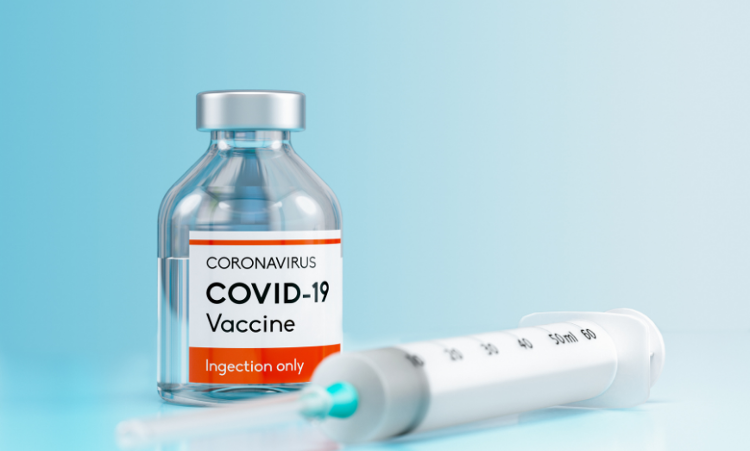 CORONAVIRUS
COVID-19
Vaccine
Ingection only
20 30 40 50ml 60